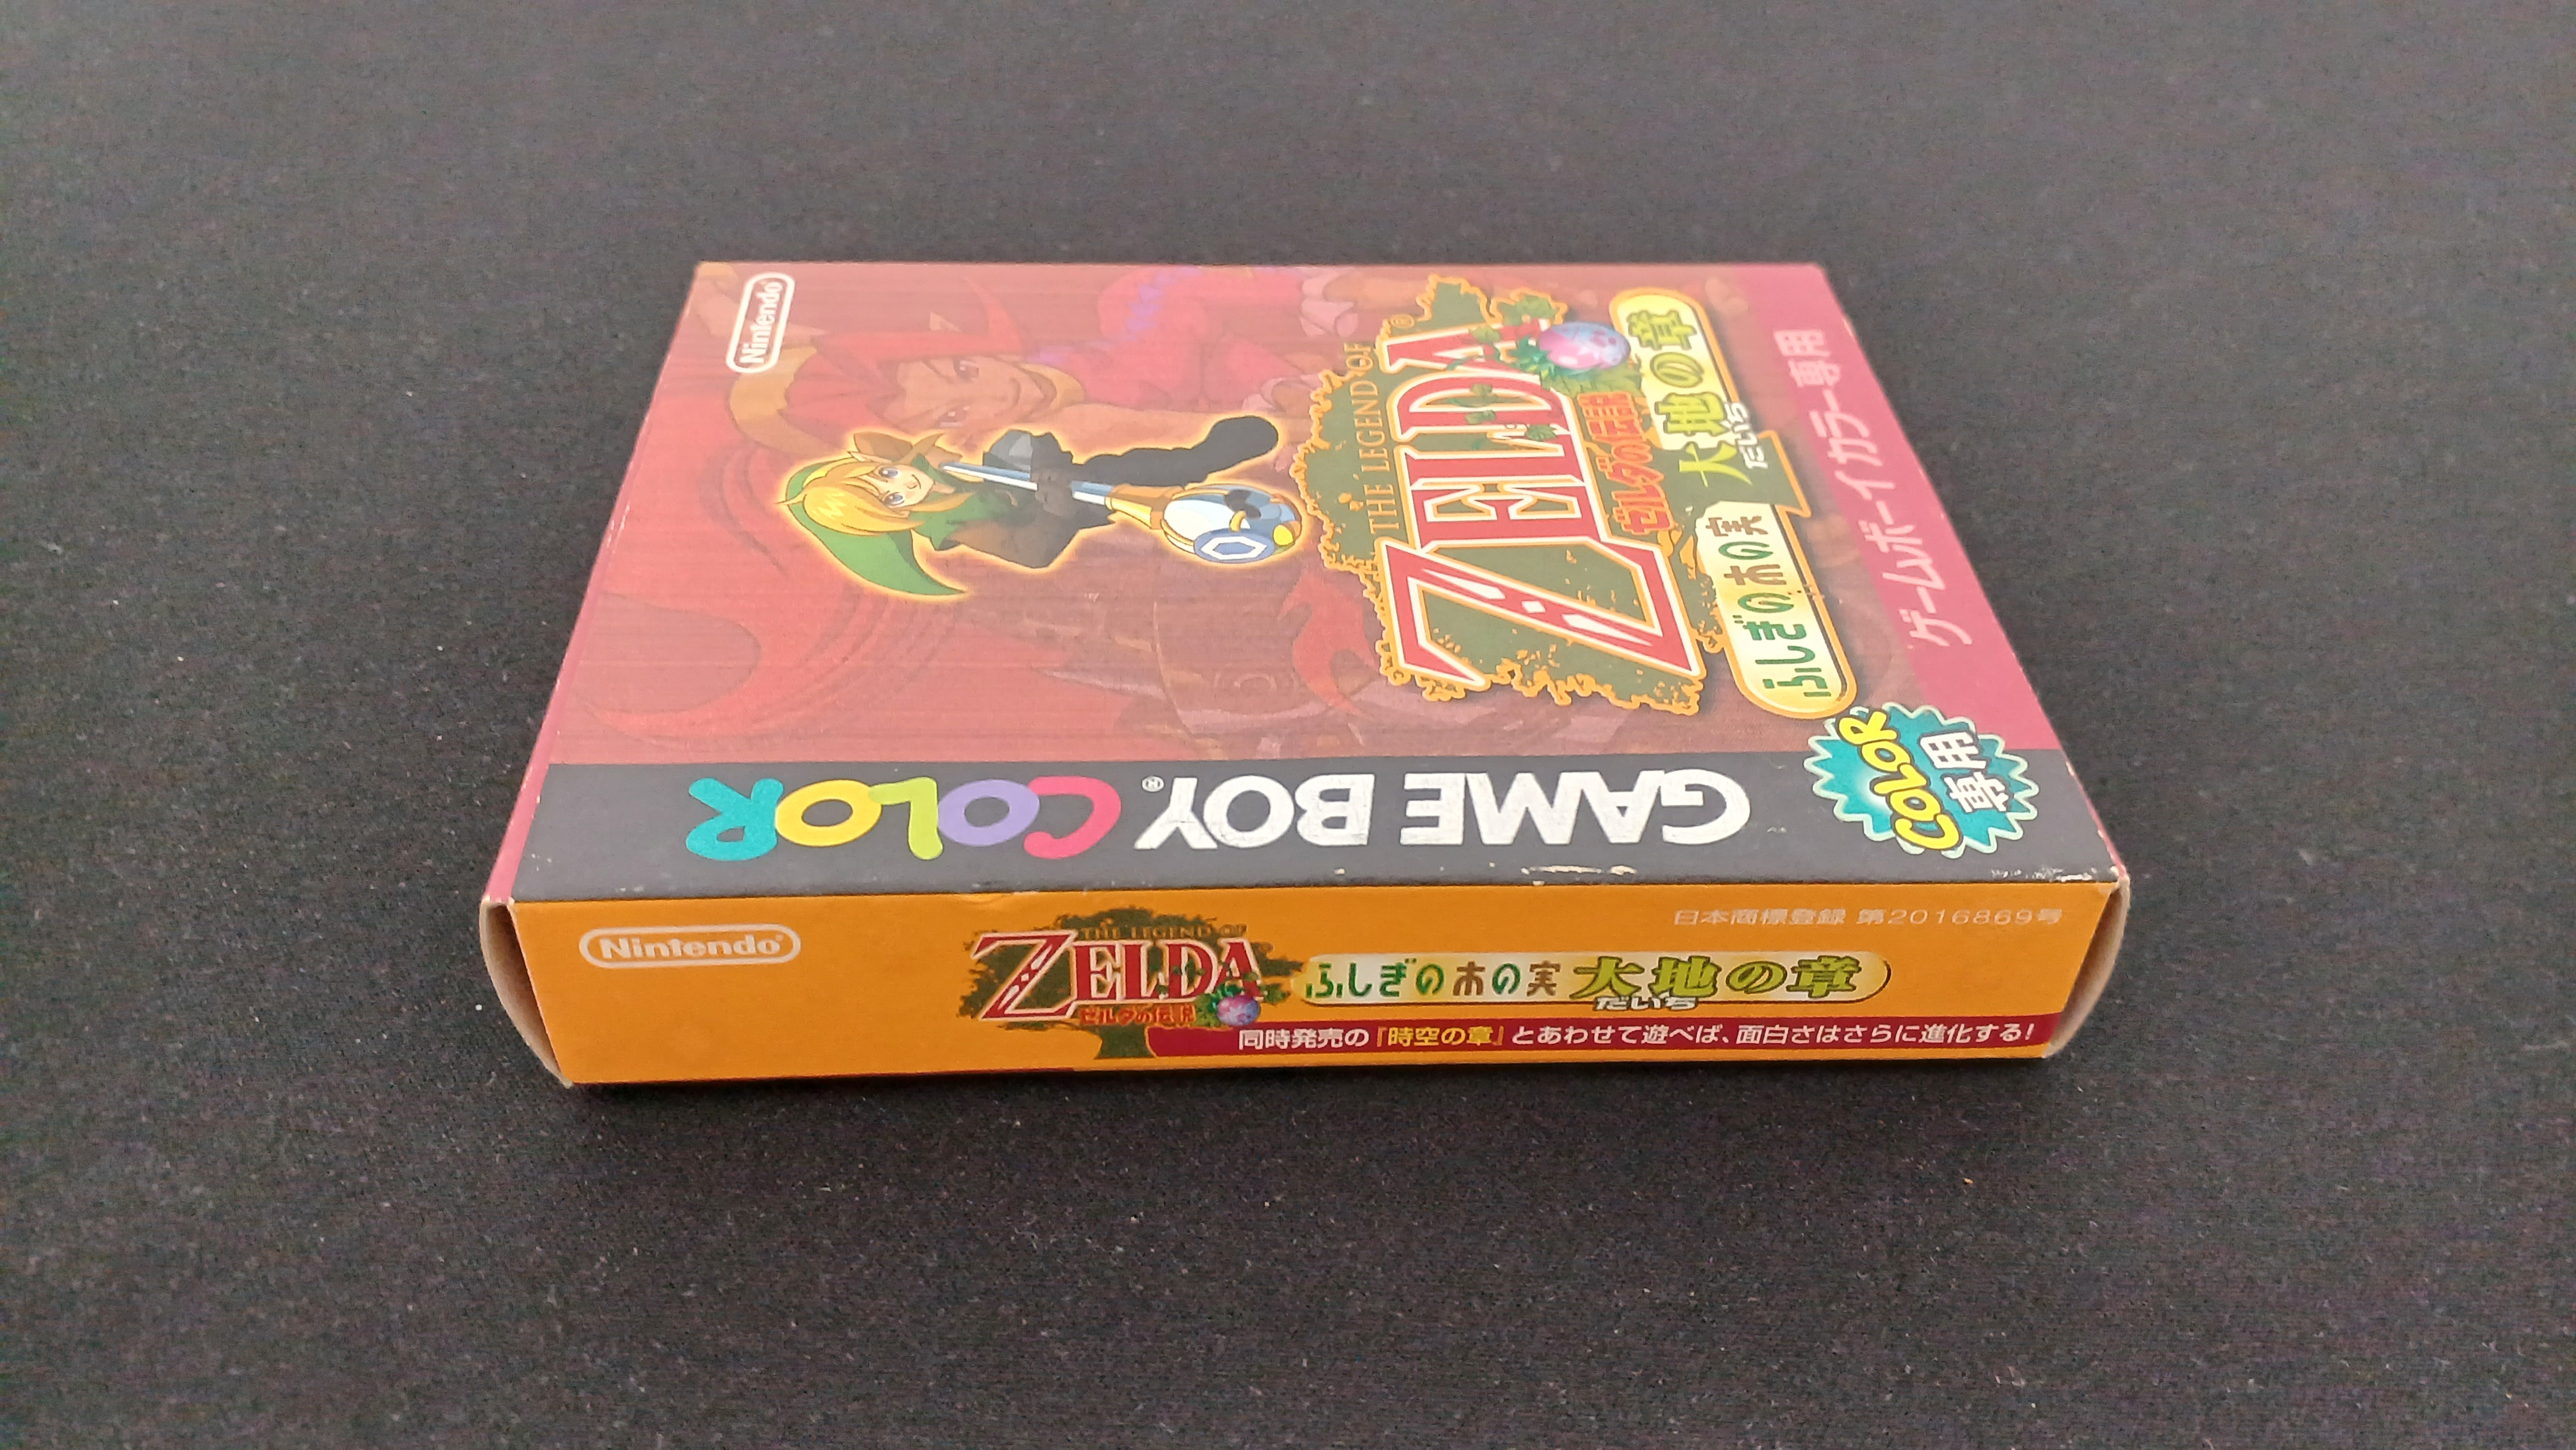 ゲームボーイカラー専用
COLOR
専用
THE LEGEND OF
ZELDA®
ゼルダの伝説
ふしぎの木の実
大地の章
だいち
Nintendo
GAME BOY COLOR®
日本商標登録 第2016869号
Nintendo®
THE LEGEND OF
ZELDA
ゼルダの伝説
ふしぎの木の実 大地の章
だいち
同時発売の『時空の章』とあわせて遊べば、面白さはさらに進化する!